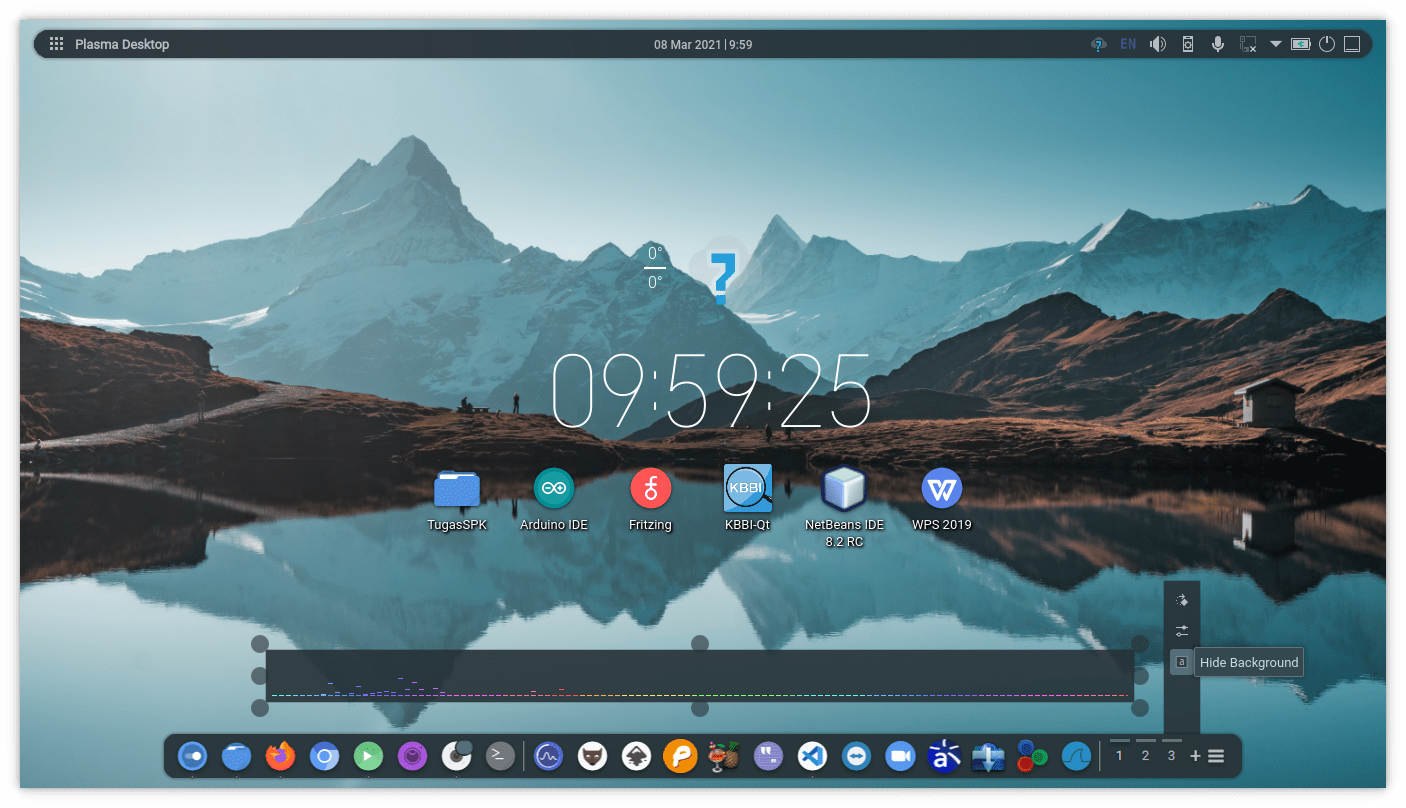 Plasma Desktop
08 Mar 2021 | 9:59
EN
0°
0°
?
09:59:25
KBBI
TugasSPK
Arduino IDE
Fritzing
KBBI-Qt
NetBeans IDE
8.2 RC
WPS 2019
a
Hide Background
1
2
3